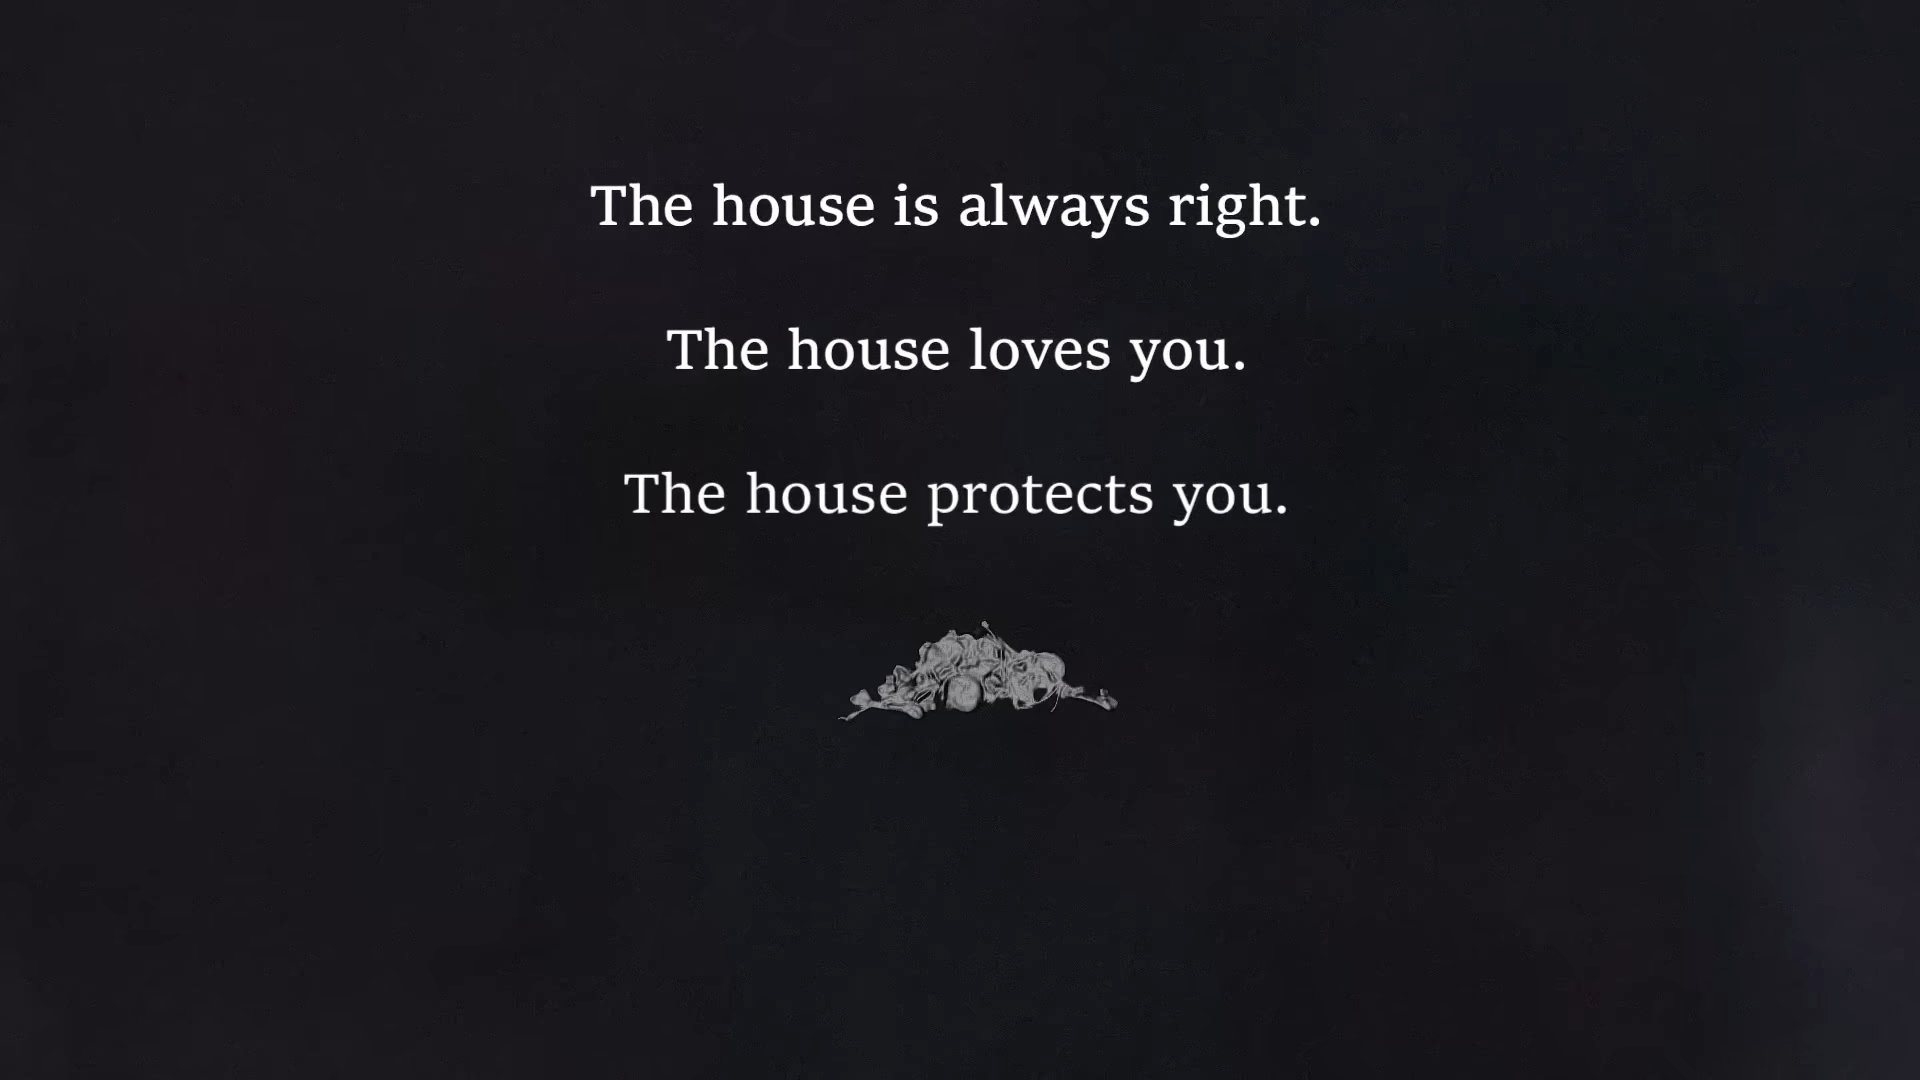 The house is always right.
The house loves you.
The house protects you.